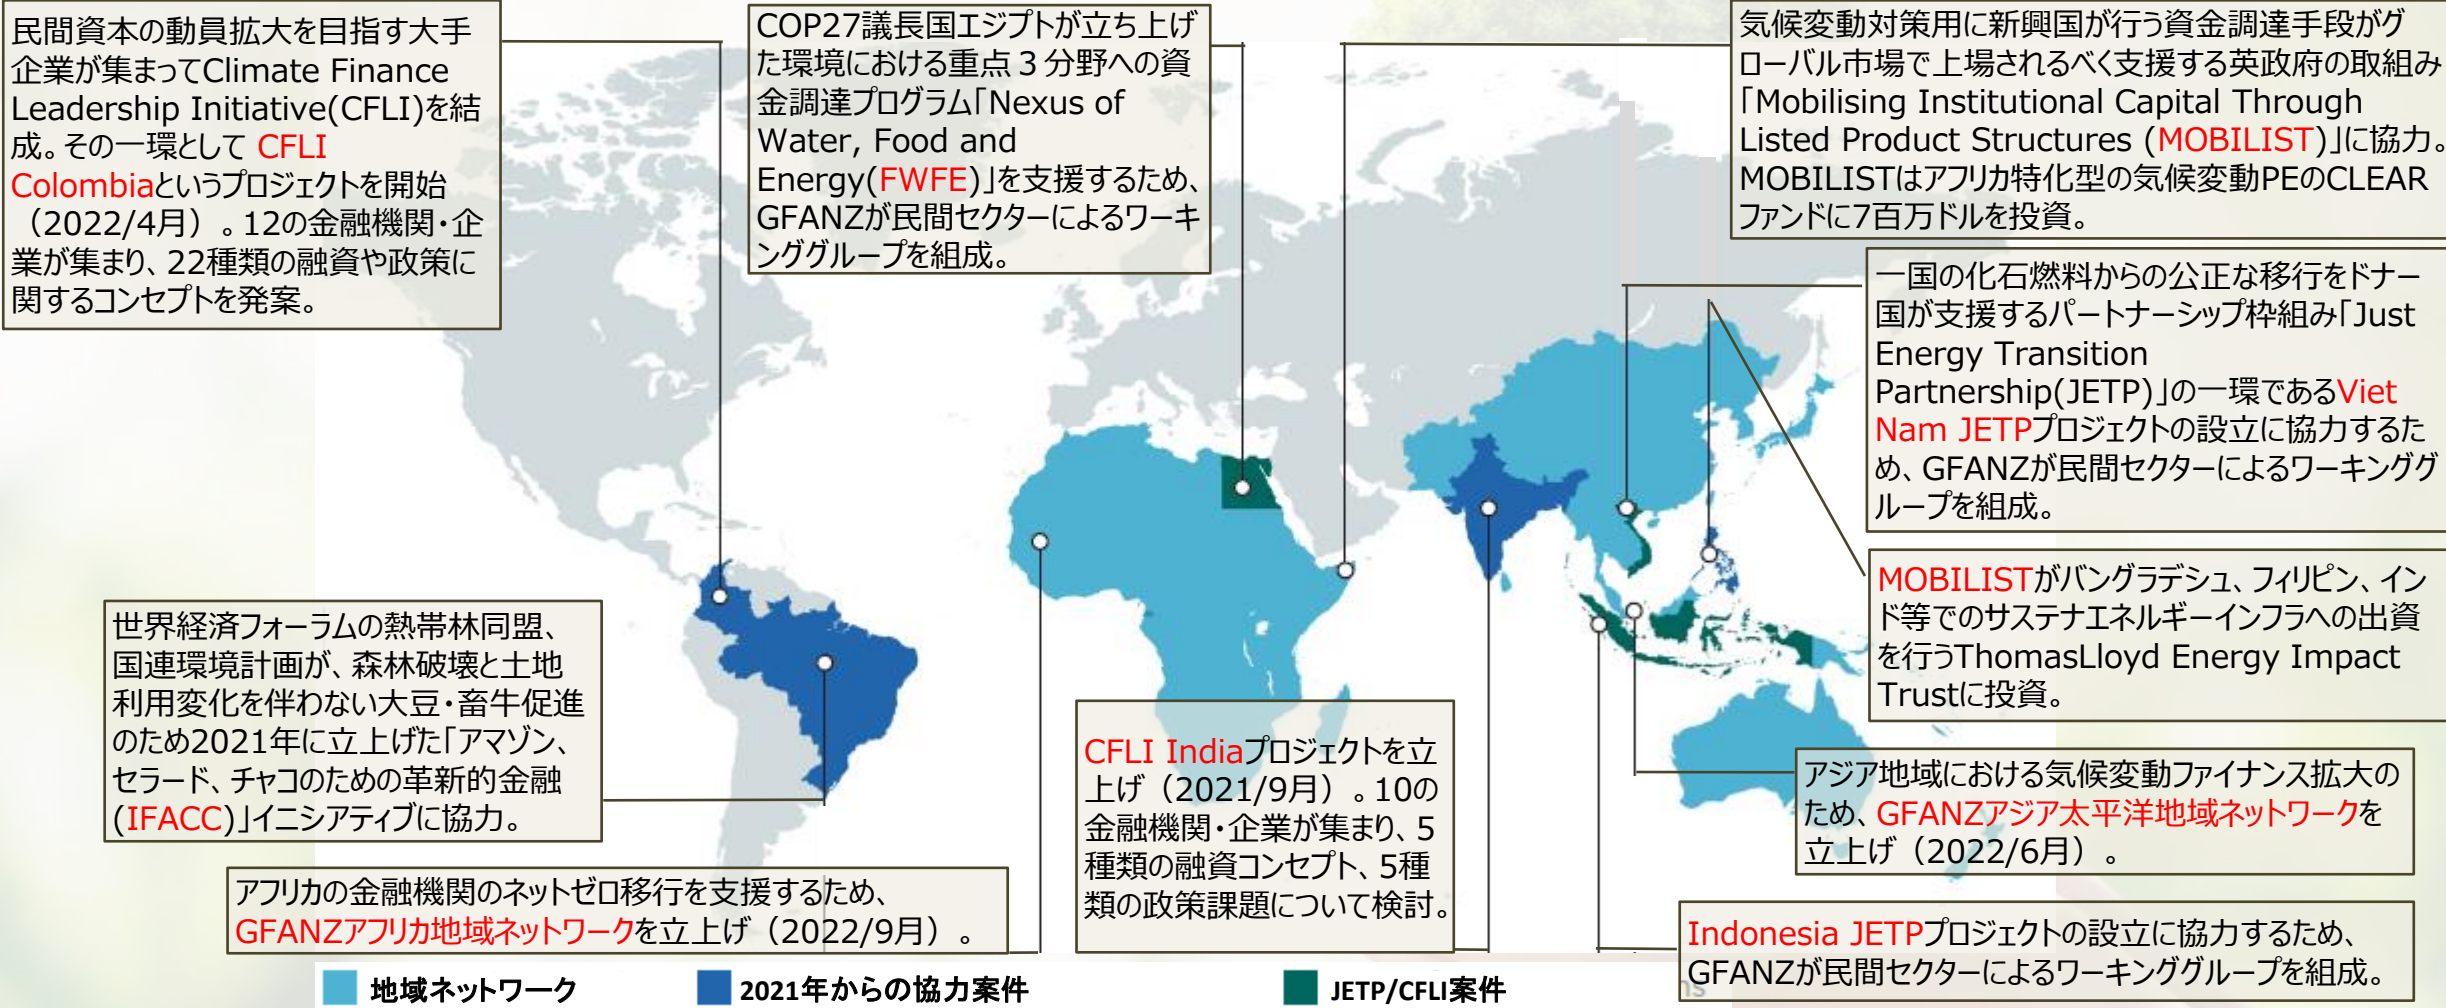 民間資本の動員拡大を目指す大手
企業が集まってClimate Finance
Leadership Initiative(CFLI)を結
成。その一環として CFLI
Colombiaというプロジェクトを開始
（2022/4月）。12の金融機関・企
業が集まり、22種類の融資や政策に
関するコンセプトを発案。
COP27議長国エジプトが立ち上げ
た環境における重点３分野への資
金調達プログラム「Nexus of
Water, Food and
Energy(FWFE)」を支援するため、
GFANZが民間セクターによるワーキ
ンググループを組成。
気候変動対策用に新興国が行う資金調達手段がグ
ローバル市場で上場されるべく支援する英政府の取組み
「Mobilising Institutional Capital Through
Listed Product Structures (MOBILIST)」に協力。
MOBILISTはアフリカ特化型の気候変動PEのCLEAR
ファンドに7百万ドルを投資。
一国の化石燃料からの公正な移行をドナー
国が支援するパートナーシップ枠組み「Just
Energy Transition
Partnership(JETP)」の一環であるViet
Nam JETPプロジェクトの設立に協力するた
め、GFANZが民間セクターによるワーキンググ
ループを組成。
MOBILISTがバングラデシュ、フィリピン、イン
ド等でのサステナエネルギーインフラへの出資
を行うThomasLloyd Energy Impact
Trustに投資。
世界経済フォーラムの熱帯林同盟、
国連環境計画が、森林破壊と土地
利用変化を伴わない大豆・畜牛促進
のため2021年に立上げた「アマゾン、
セラード、チャコのための革新的金融
(IFACC)」イニシアティブに協力。
CFLI Indiaプロジェクトを立
上げ（2021/9月）。10の
金融機関・企業が集まり、5
種類の融資コンセプト、5種
類の政策課題について検討。
アジア地域における気候変動ファイナンス拡大の
ため、GFANZアジア太平洋地域ネットワークを
立上げ（2022/6月）。
アフリカの金融機関のネットゼロ移行を支援するため、
GFANZアフリカ地域ネットワークを立上げ（2022/9月）。
Indonesia JETPプロジェクトの設立に協力するため、
GFANZが民間セクターによるワーキンググループを組成。
地域ネットワーク
2021年からの協力案件
JETP/CFLI案件